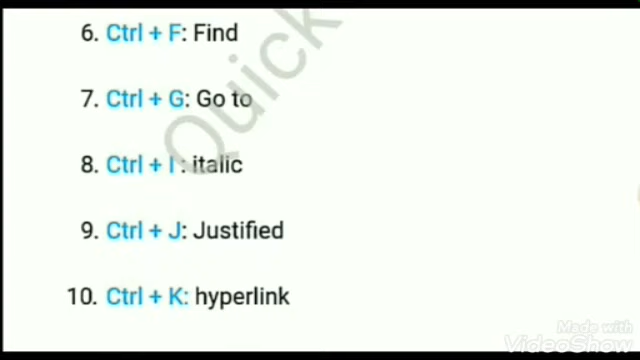 6. Ctrl + F: Find
7. Ctrl + G: Go to
8. Ctrl + I : italic
9. Ctrl + J: Justified
10. Ctrl + K: hyperlink
Quick
Made with
VideoShow